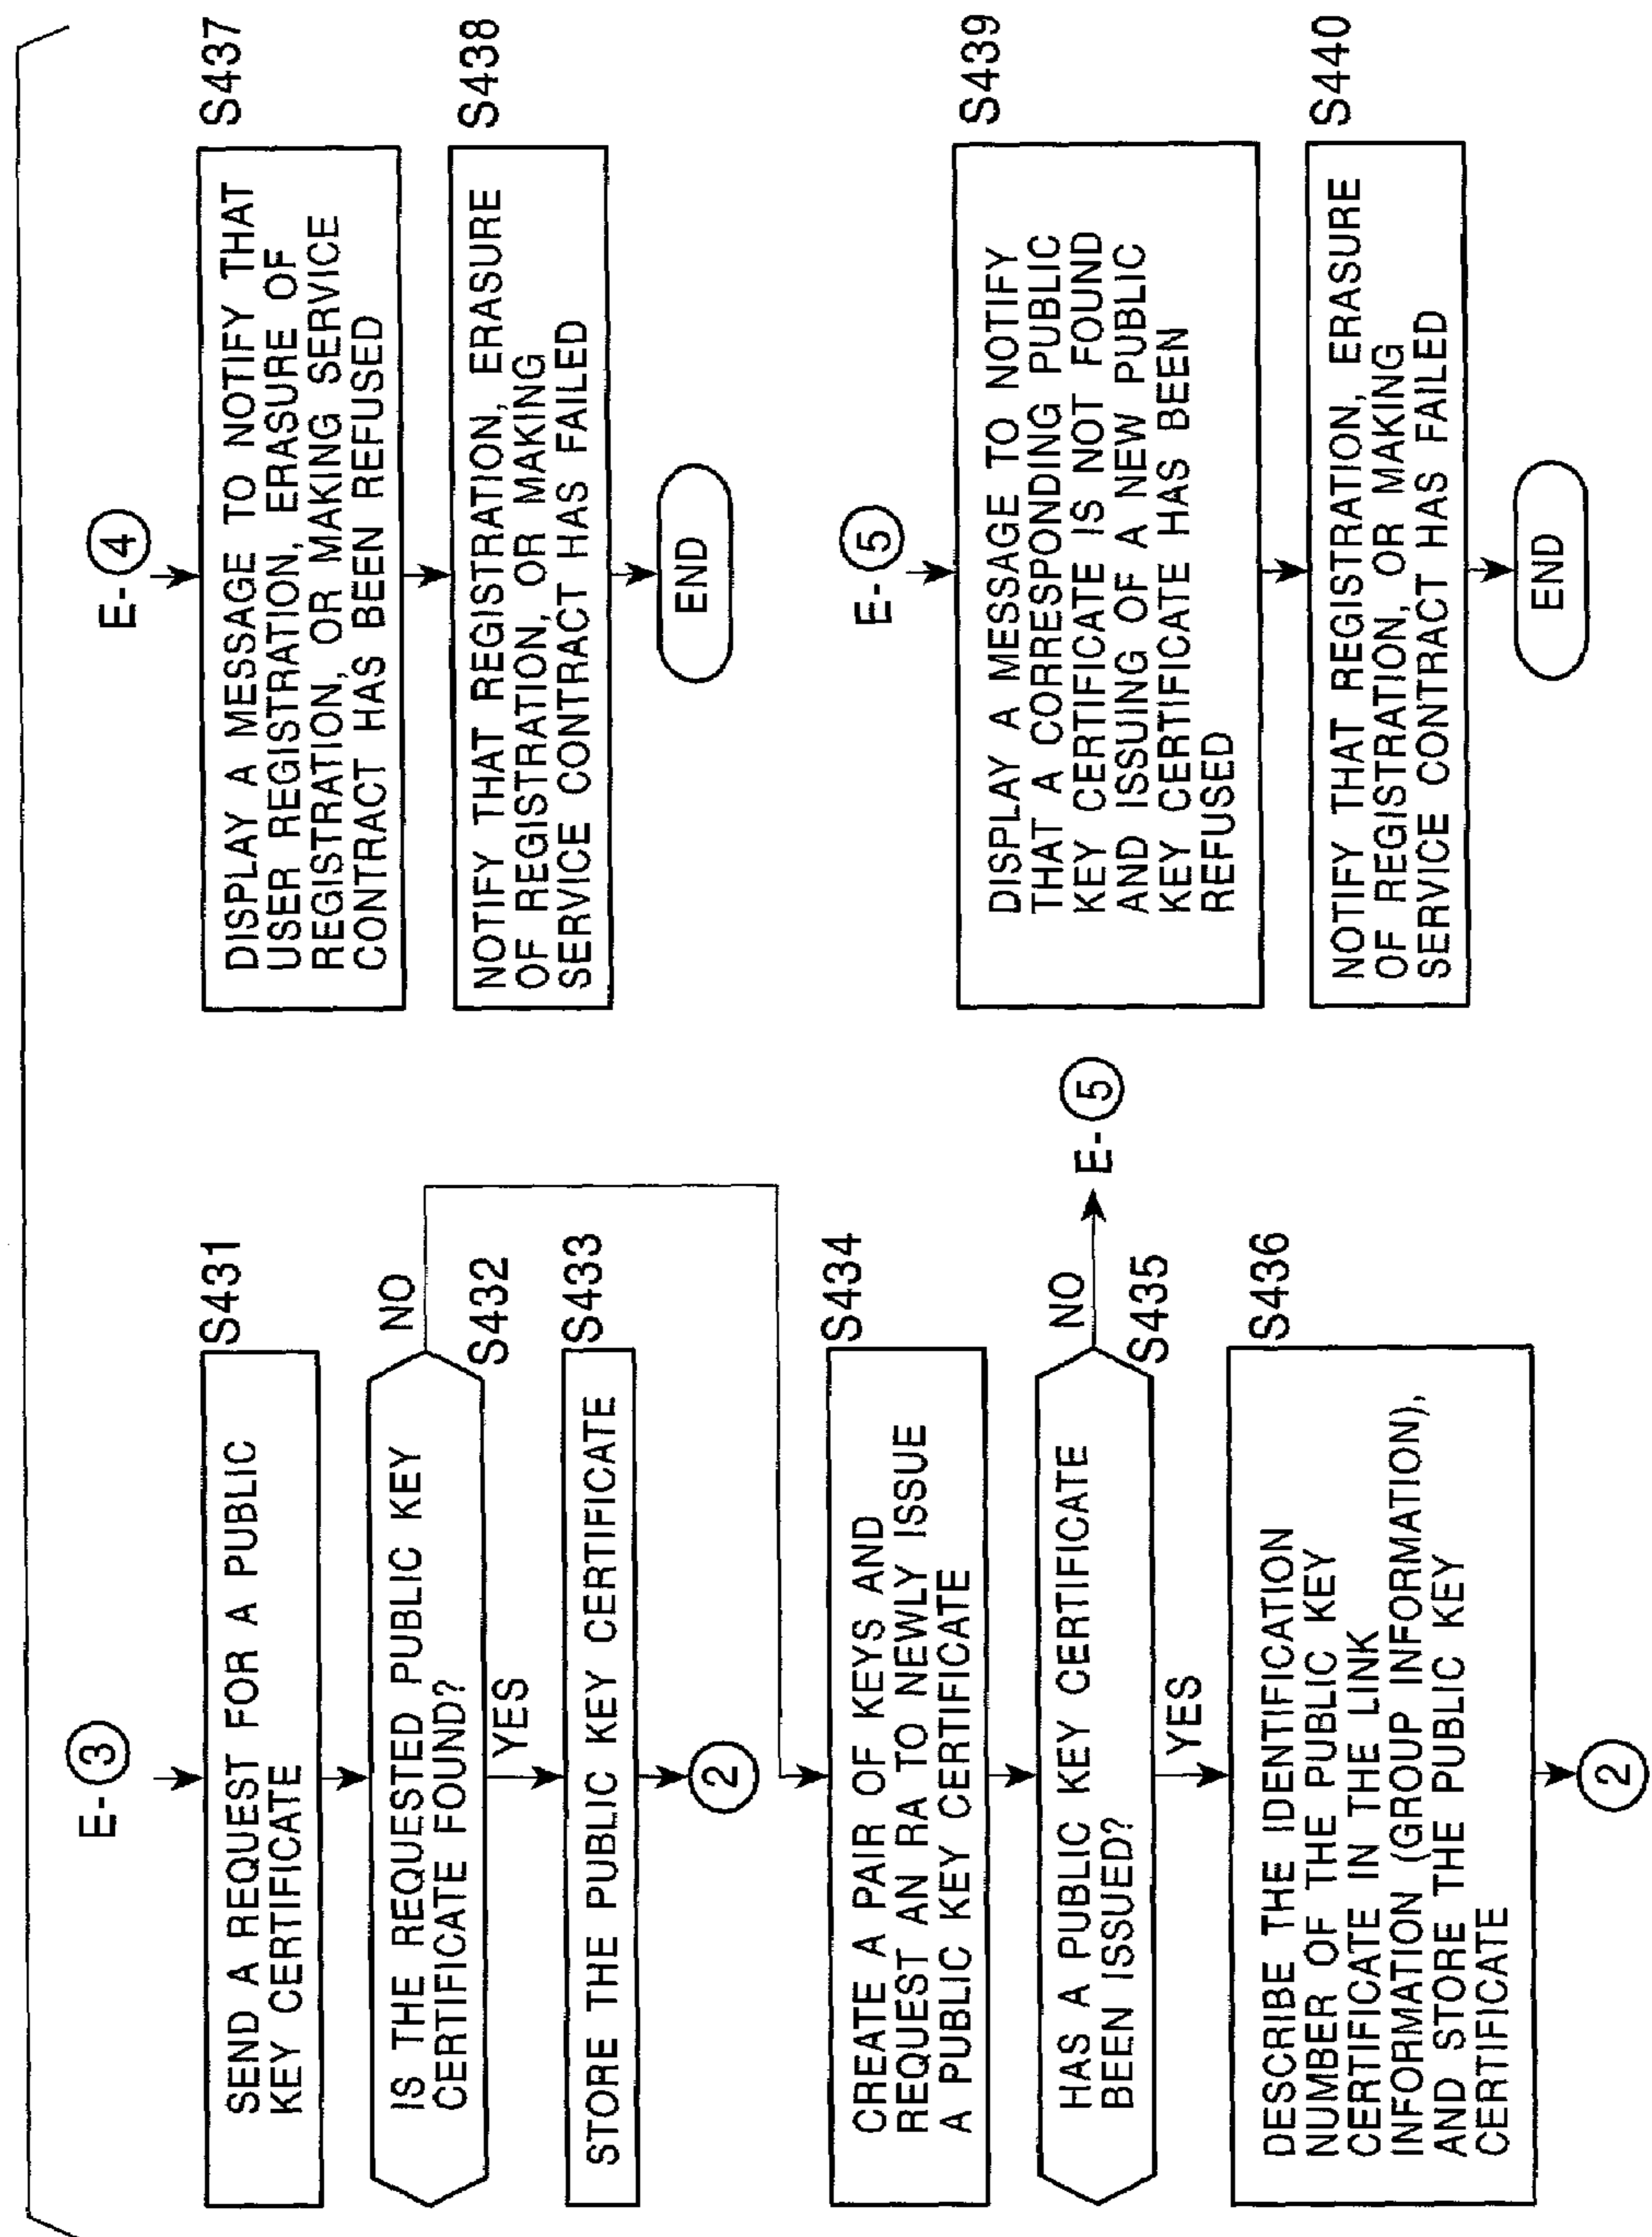 E-3
S431
SEND A REQUEST FOR A PUBLIC
KEY CERTIFICATE
IS THE REQUESTED PUBLIC KEY
CERTIFICATE FOUND?
NO
S432
YES
S433
STORE THE PUBLIC KEY CERTIFICATE
2
S434
CREATE A PAIR OF KEYS AND
REQUEST AN RA TO NEWLY ISSUE
A PUBLIC KEY CERTIFICATE
HAS A PUBLIC KEY CERTIFICATE
BEEN ISSUED?
NO
E-5
S435
YES
S436
DESCRIBE THE IDENTIFICATION
NUMBER OF THE PUBLIC KEY
CERTIFICATE IN THE LINK
INFORMATION (GROUP INFORMATION),
AND STORE THE PUBLIC KEY
CERTIFICATE
2
E-4
S437
DISPLAY A MESSAGE TO NOTIFY THAT
USER REGISTRATION, ERASURE OF
REGISTRATION, OR MAKING SERVICE
CONTRACT HAS BEEN REFUSED
S438
NOTIFY THAT REGISTRATION, ERASURE
OF REGISTRATION, OR MAKING
SERVICE CONTRACT HAS FAILED
END
E-5
S439
DISPLAY A MESSAGE TO NOTIFY
THAT A CORRESPONDING PUBLIC
KEY CERTIFICATE IS NOT FOUND
AND ISSUING OF A NEW PUBLIC
KEY CERTIFICATE HAS BEEN
REFUSED
S440
NOTIFY THAT REGISTRATION, ERASURE
OF REGISTRATION, OR MAKING
SERVICE CONTRACT HAS FAILED
END